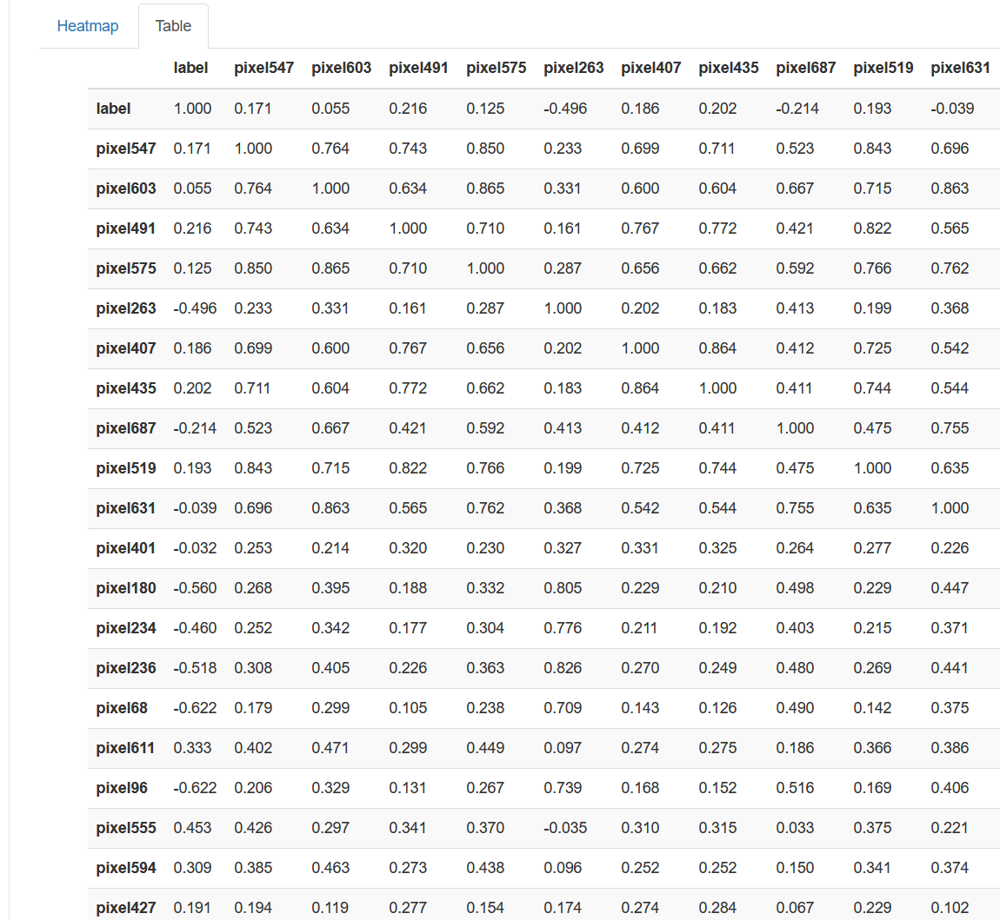 Heatmap Table
label pixel547 pixel603 pixel491 pixel575 pixel263 pixel407 pixel435 pixel687 pixel519 pixel631
label 1.000 0.171 0.055 0.216 0.125 -0.496 0.186 0.202 -0.214 0.193 -0.039
pixel547 0.171 1.000 0.764 0.743 0.850 0.233 0.699 0.711 0.523 0.843 0.696
pixel603 0.055 0.764 1.000 0.634 0.865 0.331 0.600 0.604 0.667 0.715 0.863
pixel491 0.216 0.743 0.634 1.000 0.710 0.161 0.767 0.772 0.421 0.822 0.565
pixel575 0.125 0.850 0.865 0.710 1.000 0.287 0.656 0.662 0.592 0.766 0.762
pixel263 -0.496 0.233 0.331 0.161 0.287 1.000 0.202 0.183 0.413 0.199 0.368
pixel407 0.186 0.699 0.600 0.767 0.656 0.202 1.000 0.864 0.412 0.725 0.542
pixel435 0.202 0.711 0.604 0.772 0.662 0.183 0.864 1.000 0.411 0.744 0.544
pixel687 -0.214 0.523 0.667 0.421 0.592 0.413 0.412 0.411 1.000 0.475 0.755
pixel519 0.193 0.843 0.715 0.822 0.766 0.199 0.725 0.744 0.475 1.000 0.635
pixel631 -0.039 0.696 0.863 0.565 0.762 0.368 0.542 0.544 0.755 0.635 1.000
pixel401 -0.032 0.253 0.214 0.320 0.230 0.327 0.331 0.325 0.264 0.277 0.226
pixel180 -0.560 0.268 0.395 0.188 0.332 0.805 0.229 0.210 0.498 0.229 0.447
pixel234 -0.460 0.252 0.342 0.177 0.304 0.776 0.211 0.192 0.403 0.215 0.371
pixel236 -0.518 0.308 0.405 0.226 0.363 0.826 0.270 0.249 0.480 0.269 0.441
pixel68 -0.622 0.179 0.299 0.105 0.238 0.709 0.143 0.126 0.490 0.142 0.375
pixel611 0.333 0.402 0.471 0.299 0.449 0.097 0.274 0.275 0.186 0.366 0.386
pixel96 -0.622 0.206 0.329 0.131 0.267 0.739 0.168 0.152 0.516 0.169 0.406
pixel555 0.453 0.426 0.297 0.341 0.370 -0.035 0.310 0.315 0.033 0.375 0.221
pixel594 0.309 0.385 0.463 0.273 0.438 0.096 0.252 0.252 0.150 0.341 0.374
pixel427 0.191 0.194 0.119 0.277 0.154 0.174 0.274 0.284 0.067 0.229 0.102